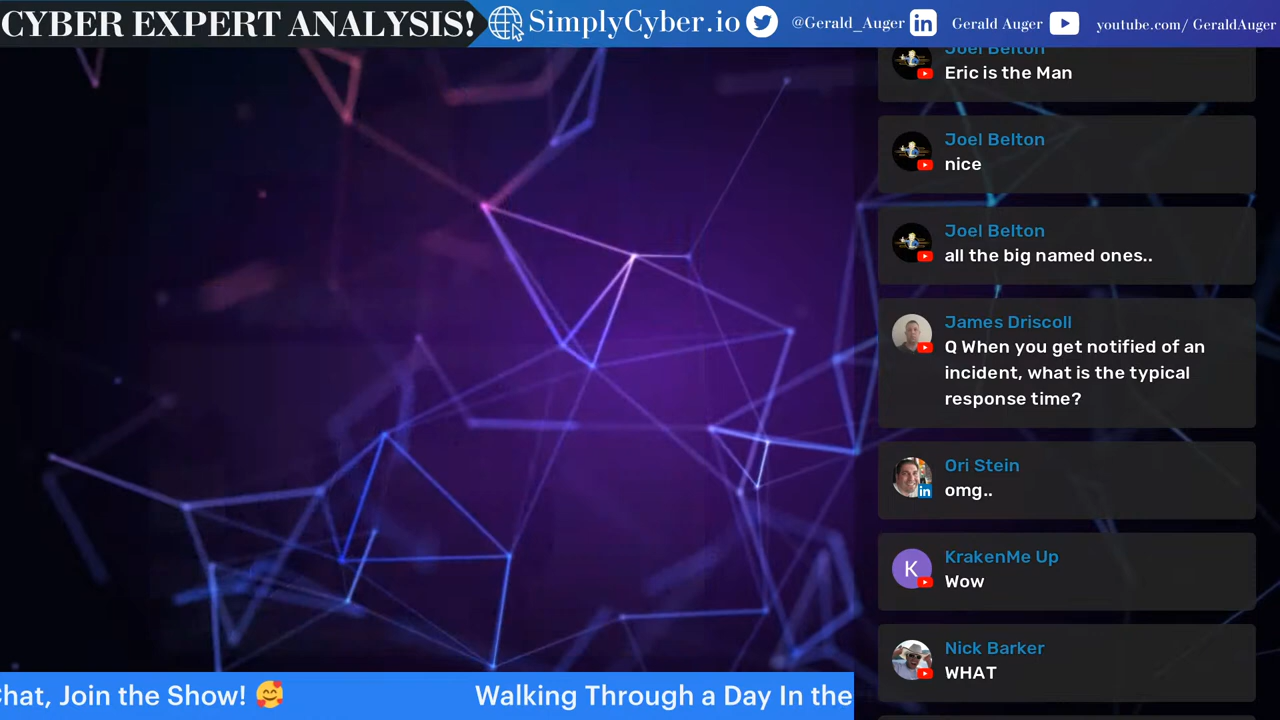 CYBER EXPERT ANALYSIS! SimplyCyber.io @Gerald_Auger Gerald Auger youtube.com/ GeraldAuger
Joel Belton
Eric is the Man
Joel Belton
nice
Joel Belton
all the big named ones..
James Driscoll
Q When you get notified of an
incident, what is the typical
response time?
Ori Stein
omg..
KrakenMe Up
K
Wow
Nick Barker
WHAT
Chat, Join the Show! 🥰 Walking Through a Day In the